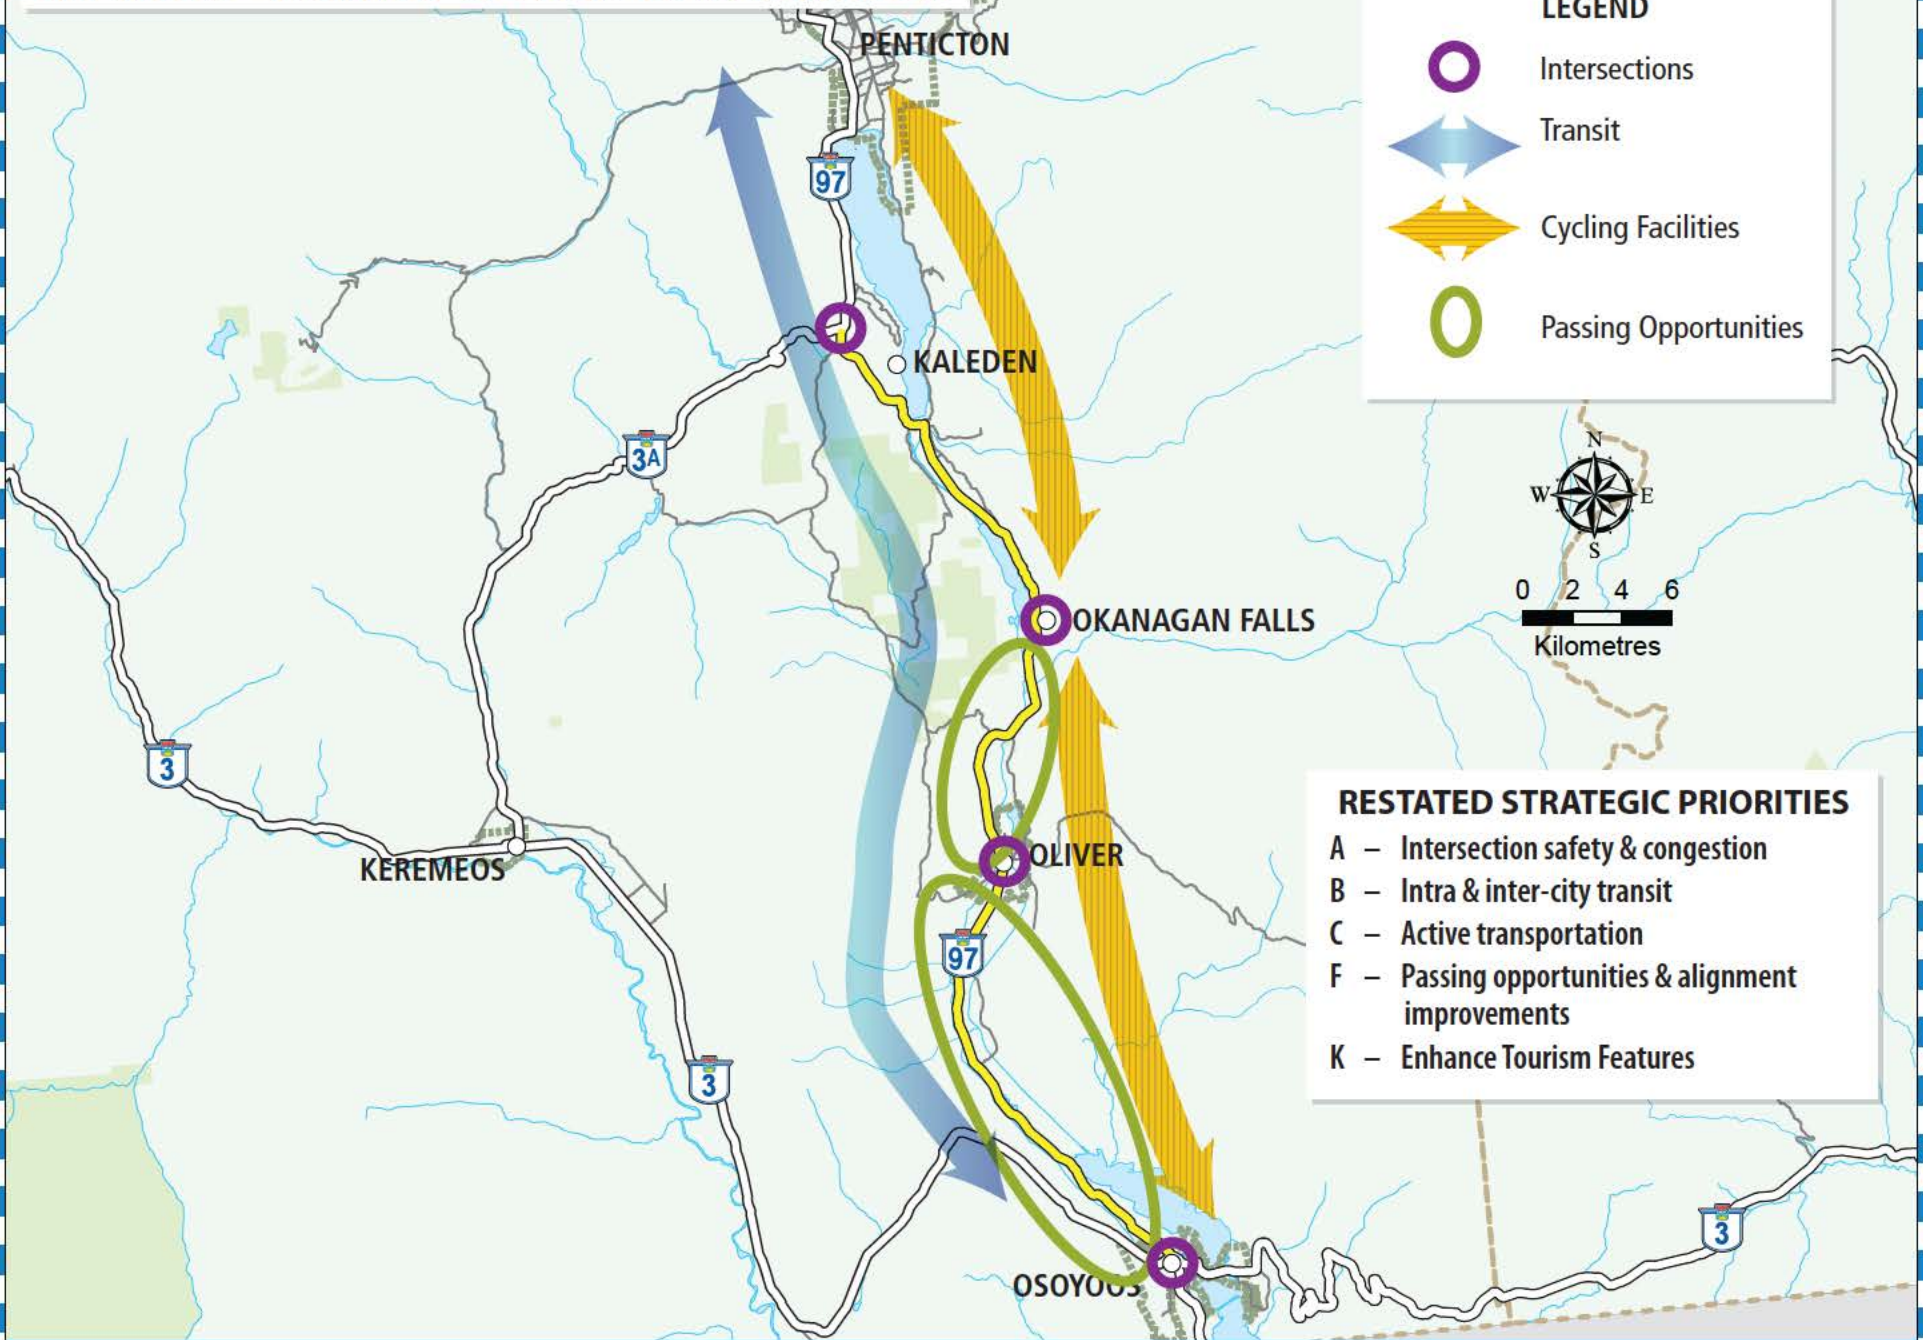 LEGEND
Intersections
Transit
Cycling Facilities
Passing Opportunities
PENTICTON
97
KALEDEN
3A
N
W
E
S
0 2 4 6
Kilometres
OKANAGAN FALLS
3
KEREMEOS
OLIVER
97
3
RESTATED STRATEGIC PRIORITIES
A – Intersection safety & congestion
B – Intra & inter-city transit
C – Active transportation
F – Passing opportunities & alignment
improvements
K – Enhance Tourism Features
3
OSOYOOS